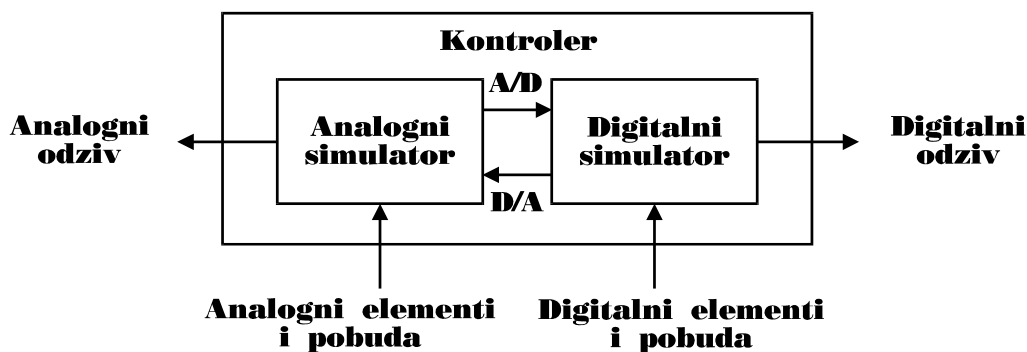 Kontroler
A/D
Analogni
odziv
Analogni
simulator
Digitalni
simulator
Digitalni
odziv
D/A
Analogni elementi
i pobuda
Digitalni elementi
i pobuda